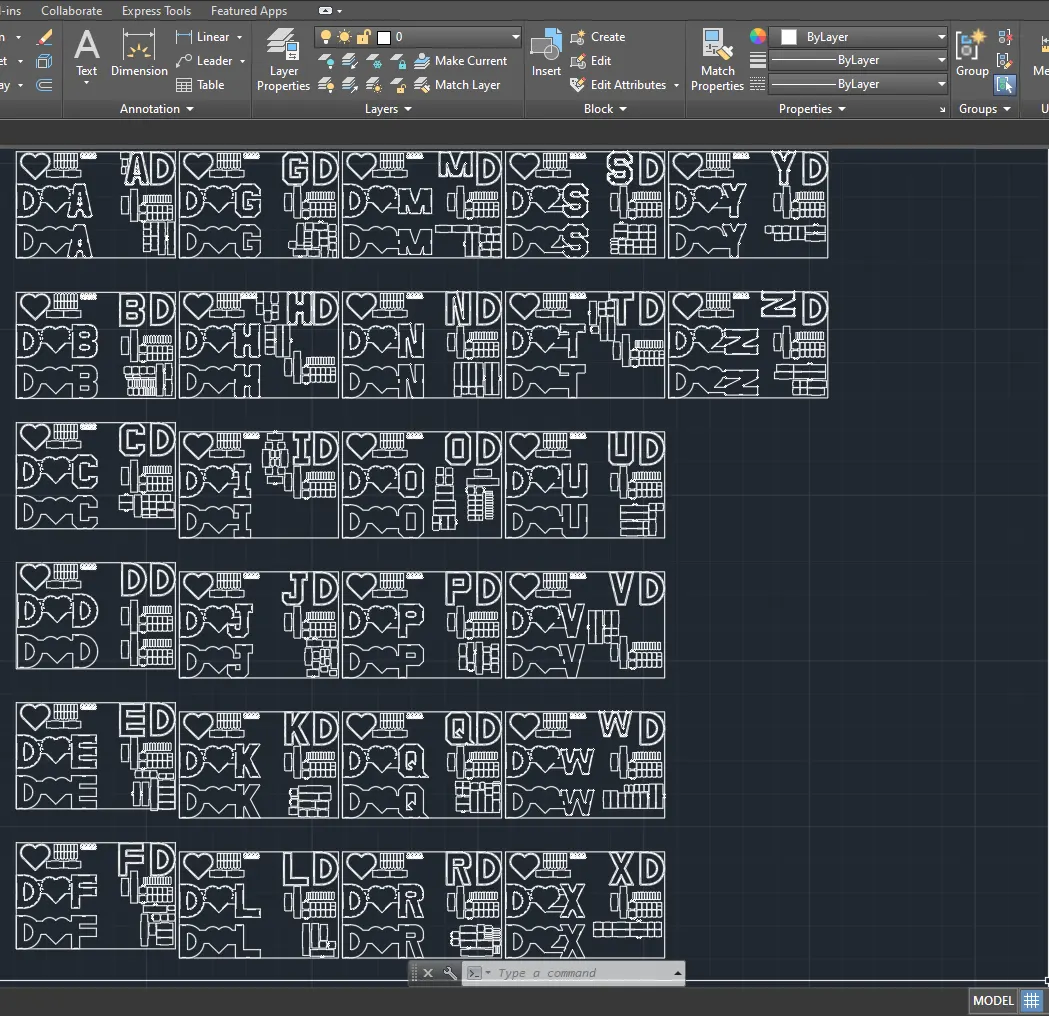 -ins Collaborate Express Tools Featured Apps
Linear
Leader
Table
Text
Dimension
Annotation
Layer
Properties
0
Make Current
Match Layer
Layers
Insert
Create
Edit
Edit Attributes
Block
Match
Properties
ByLayer
ByLayer
ByLayer
Properties
Group
Groups
AD GD MD SD YD
D A D G D M D S D Y
D A D G D M D S D Y
BD HD ND TD ZD
D B D H D N D T D Z
D B D H D N D T D Z
CD ID OD UD
D C D I D O D U
D C D I D O D U
DD JD PD VD
D D D J D P D V
D D D J D P D V
ED KD QD WD
D E D K D Q D W
D E D K D Q D W
FD LD RD XD
D F D L D R D X
D F D L D R D X
Type a command
MODEL